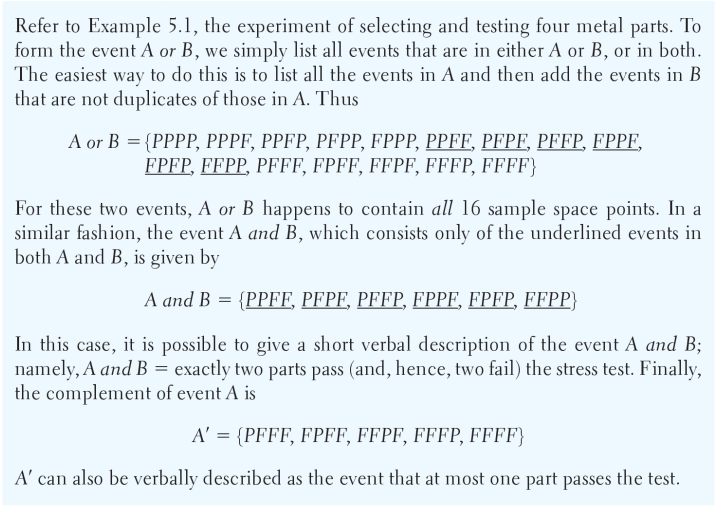 Refer to Example 5.1, the experiment of selecting and testing four metal parts. To
form the event A or B, we simply list all events that are in either A or B, or in both.
The easiest way to do this is to list all the events in A and then add the events in B
that are not duplicates of those in A. Thus
A or B = {PPPP, PPPF, PPFP, PFPP, FPPP, PPFF, PFPF, PFFP, FPPF,
FPFP, FFPP, PFFF, FPFF, FFPF, FFFP, FFFF}
For these two events, A or B happens to contain all 16 sample space points. In a
similar fashion, the event A and B, which consists only of the underlined events in
both A and B, is given by
A and B = {PPFF, PFPF, PFFP, FPPF, FPFP, FFPP}
In this case, it is possible to give a short verbal description of the event A and B;
namely, A and B = exactly two parts pass (and, hence, two fail) the stress test. Finally,
the complement of event A is
A′ = {PFFF, FPFF, FFPF, FFFP, FFFF}
A′ can also be verbally described as the event that at most one part passes the test.